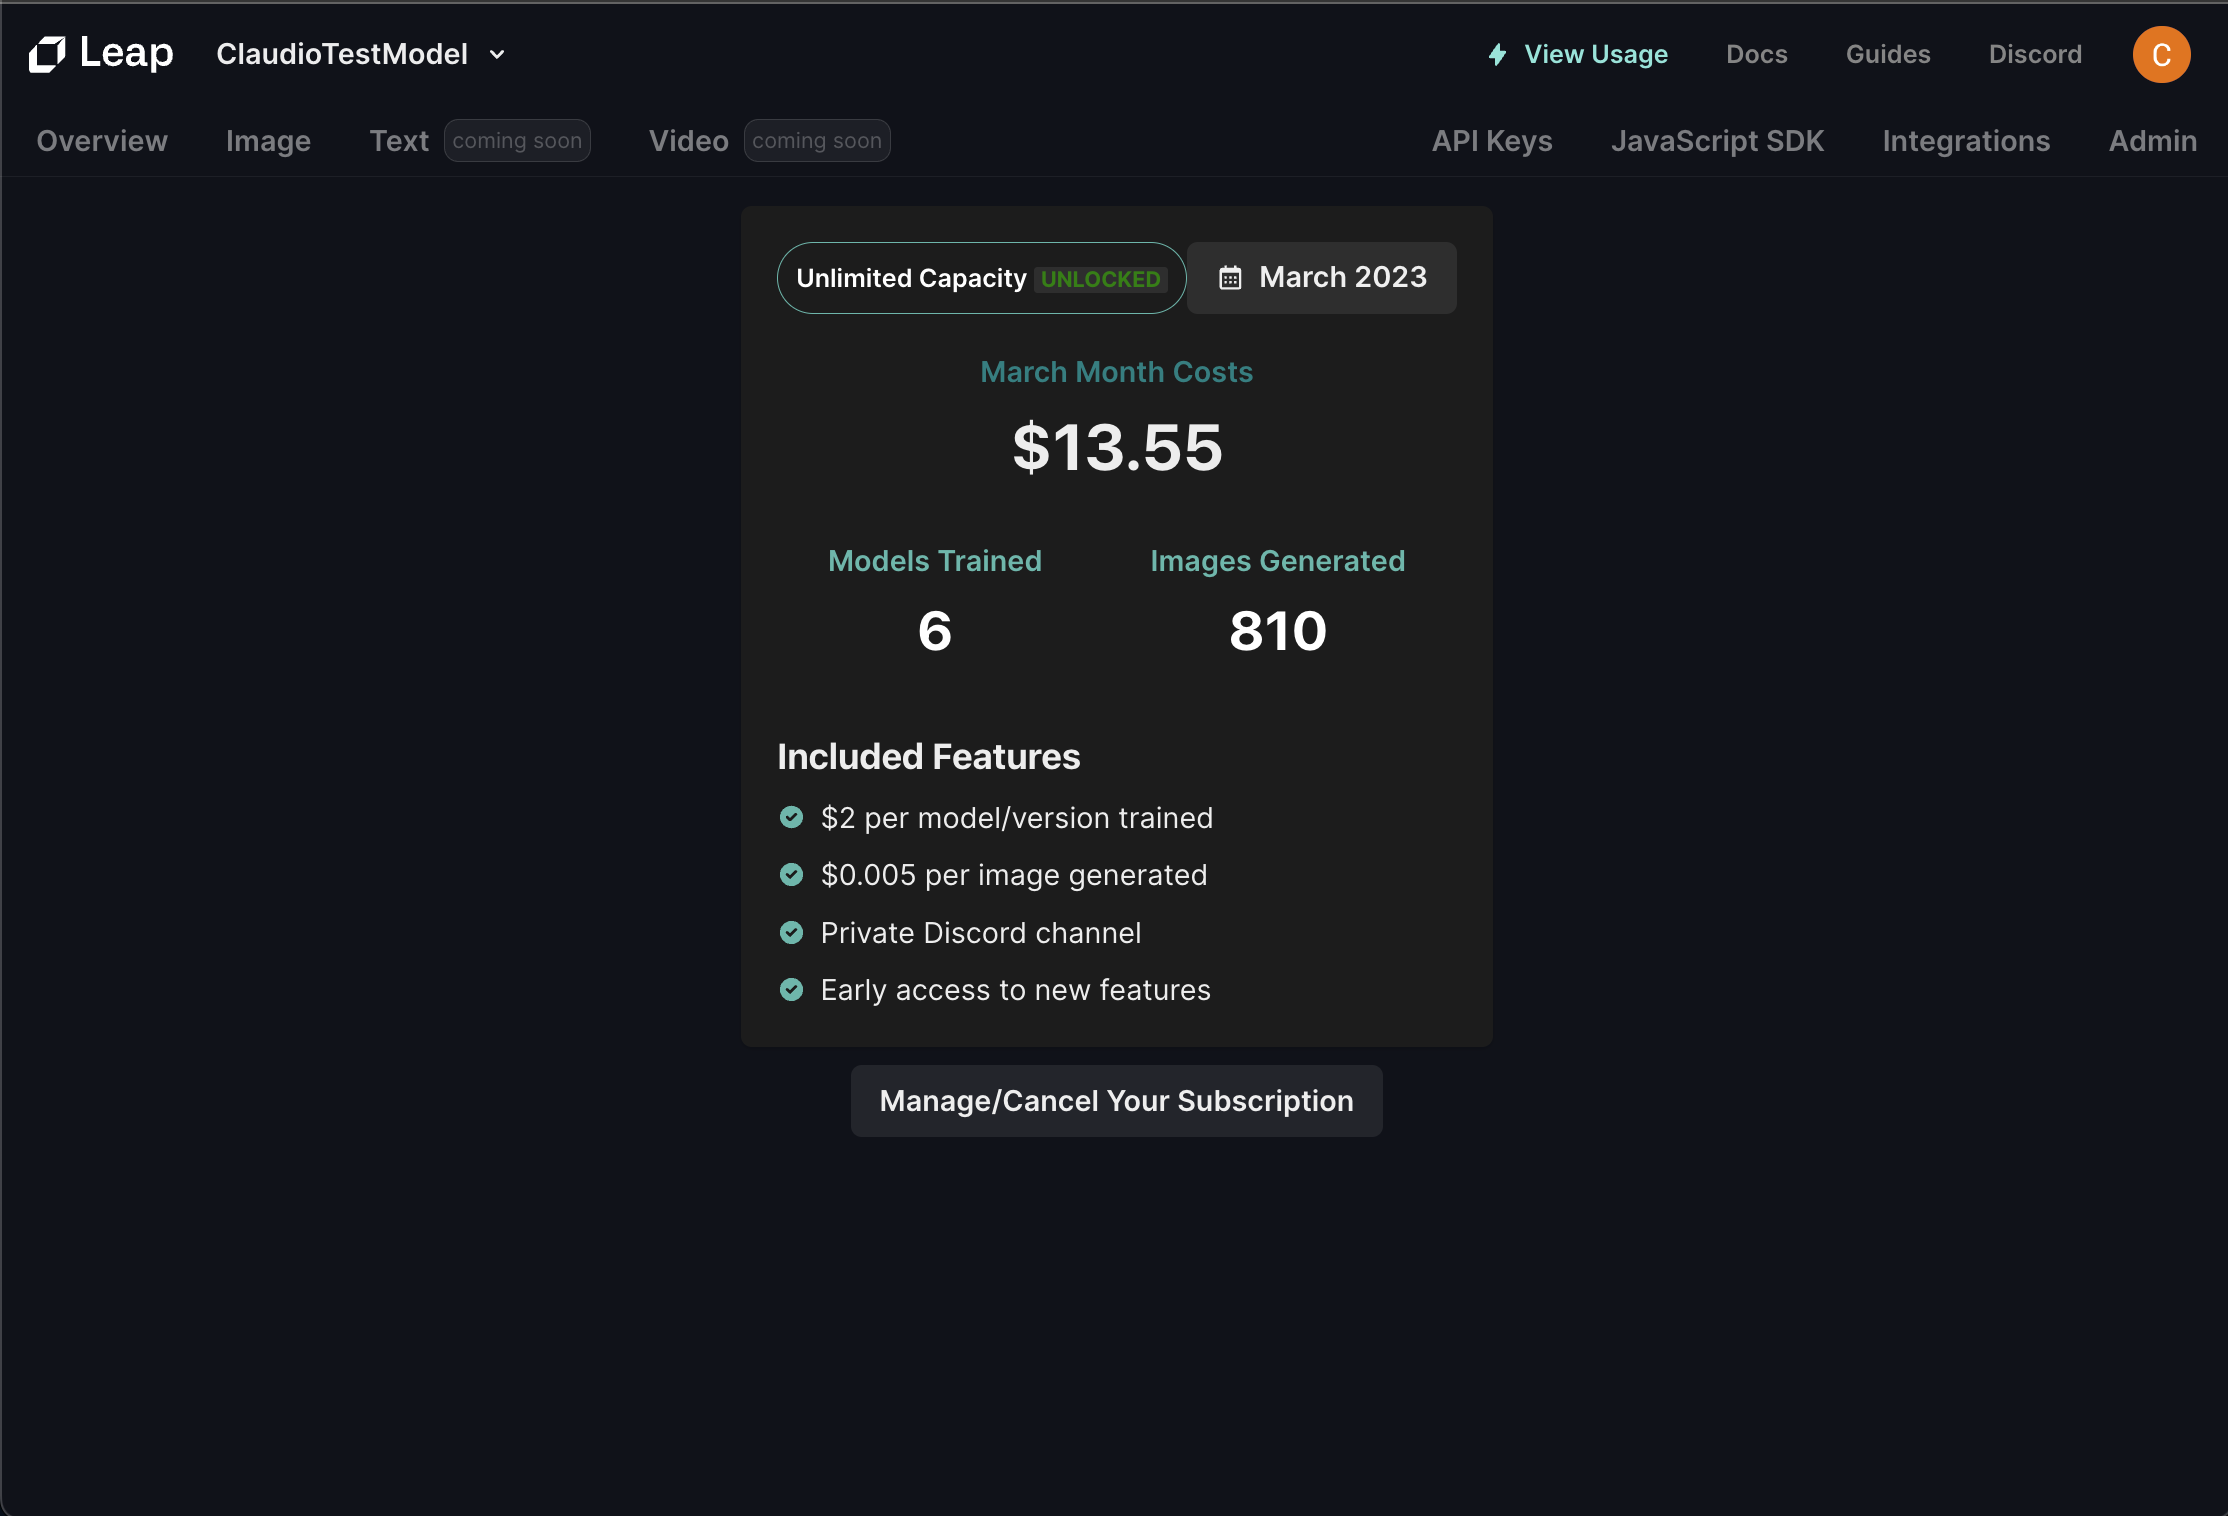 Leap ClaudioTestModel View Usage Docs Guides Discord C
Overview Image Text coming soon Video coming soon API Keys JavaScript SDK Integrations Admin
Unlimited Capacity UNLOCKED March 2023
March Month Costs
$13.55
Models Trained Images Generated
6 810
Included Features
$2 per model/version trained
$0.005 per image generated
Private Discord channel
Early access to new features
Manage/Cancel Your Subscription